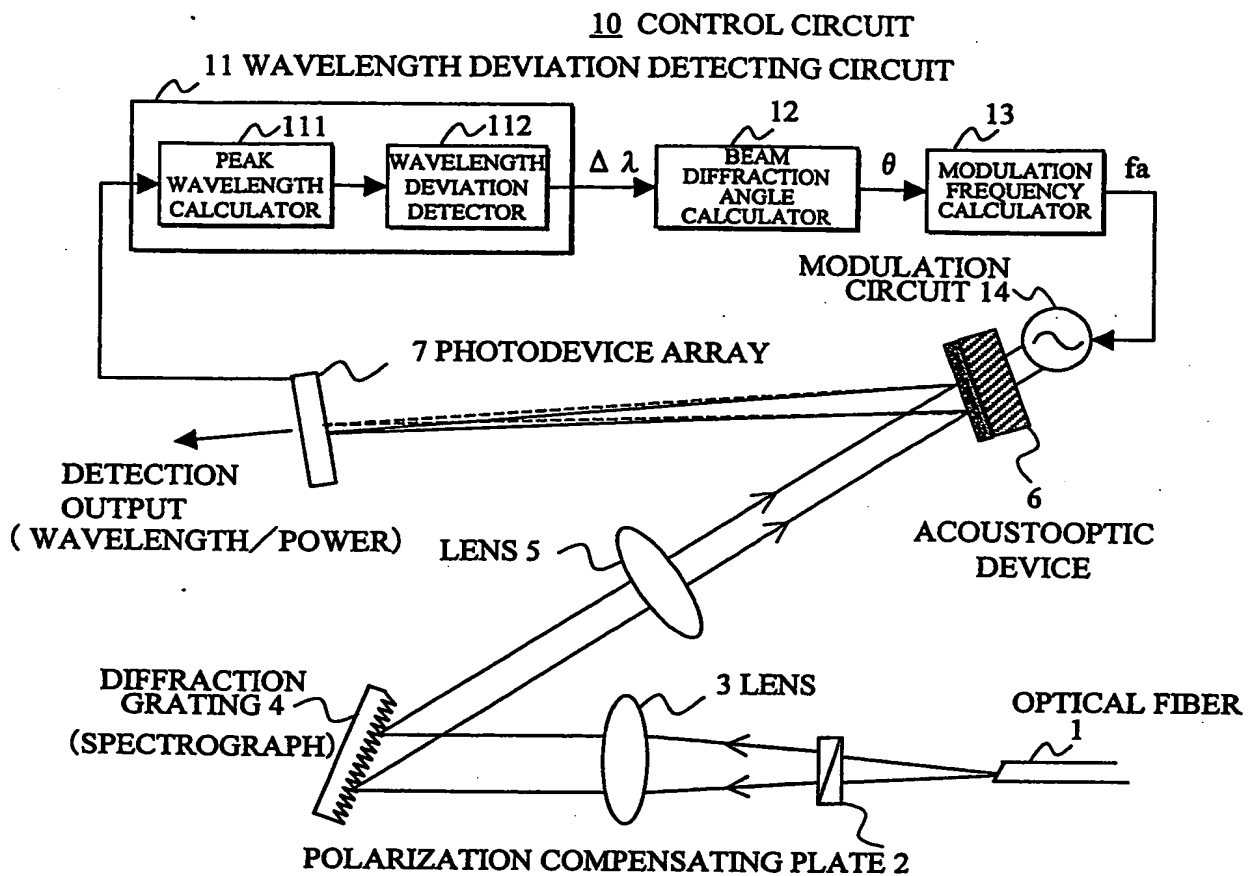 10 CONTROL CIRCUIT
11 WAVELENGTH DEVIATION DETECTING CIRCUIT
111
PEAK
WAVELENGTH
CALCULATOR
112
WAVELENGTH
DEVIATION
DETECTOR
Δ λ
12
BEAM
DIFFRACTION
ANGLE
CALCULATOR
θ
13
MODULATION
FREQUENCY
CALCULATOR
fa
MODULATION
CIRCUIT 14
7 PHOTODEVICE ARRAY
DETECTION
OUTPUT
( WAVELENGTH/POWER)
6
ACOUSTOOPTIC
DEVICE
LENS 5
DIFFRACTION
GRATING 4
(SPECTROGRAPH)
3 LENS
OPTICAL FIBER
1
POLARIZATION COMPENSATING PLATE 2